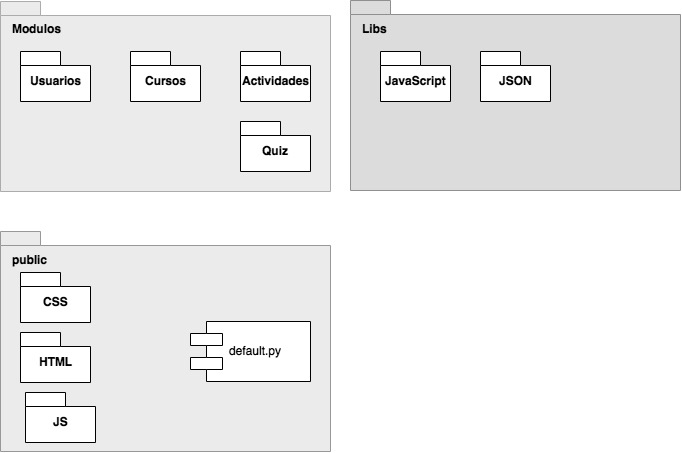 Modulos
Usuarios
Cursos
Actividades
Quiz
Libs
JavaScript
JSON
public
CSS
HTML
JS
default.py